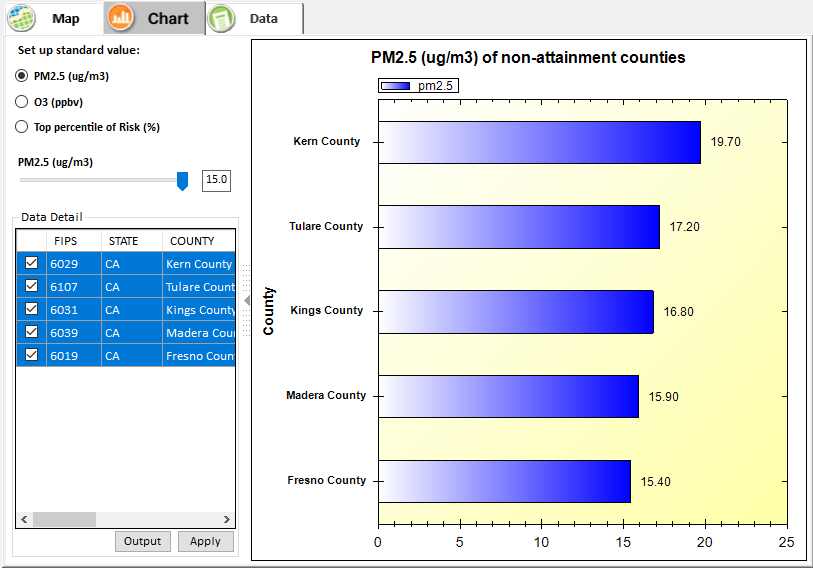 Map
Chart
Data
Set up standard value:
PM2.5 (ug/m3)
O3 (ppbv)
Top percentile of Risk (%)
PM2.5 (ug/m3)
15.0
Data Detail
FIPS STATE COUNTY
6029 CA Kern County
6107 CA Tulare Count
6031 CA Kings County
6039 CA Madera Cou
6019 CA Fresno Coun
Output
Apply
PM2.5 (ug/m3) of non-attainment counties
pm2.5
County
Kern County 19.70
Tulare County 17.20
Kings County 16.80
Madera County 15.90
Fresno County 15.40
0 5 10 15 20 25